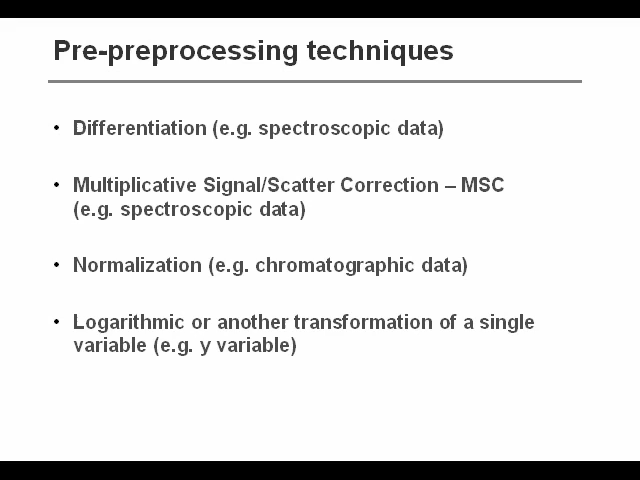 Pre-preprocessing techniques
• Differentiation (e.g. spectroscopic data)
• Multiplicative Signal/Scatter Correction – MSC
(e.g. spectroscopic data)
• Normalization (e.g. chromatographic data)
• Logarithmic or another transformation of a single
variable (e.g. y variable)